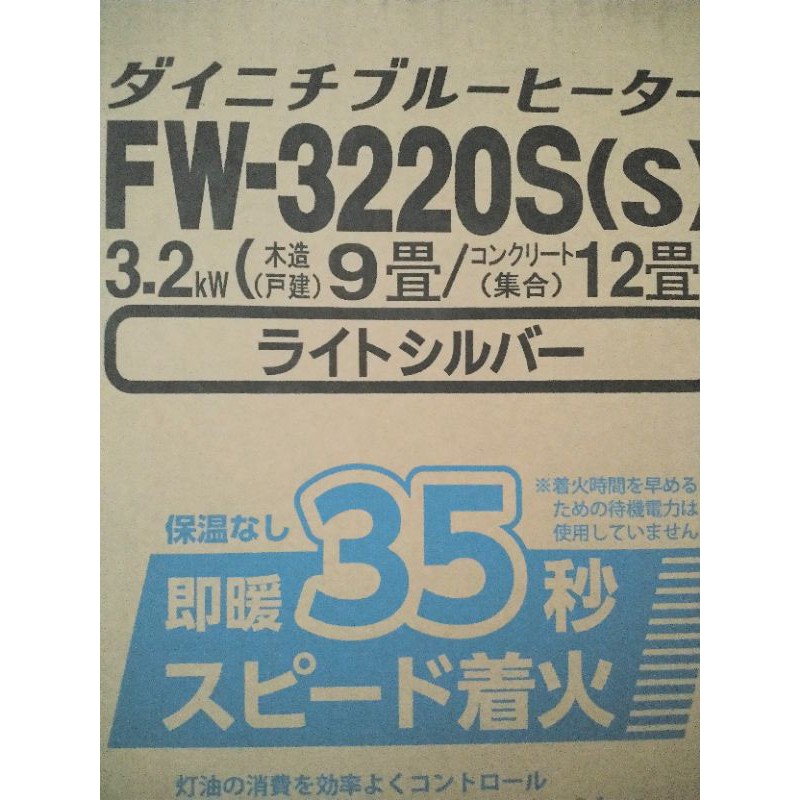 ダイニチブルーヒーター
FW-3220S(S)
3.2kW(木造(戸建)9畳/コンクリート(集合)12畳
ライトシルバー
※着火時間を早める
ための待機電力は
使用していません
保温なし
即暖35秒
スピード着火
灯油の消費を効率よくコントロール